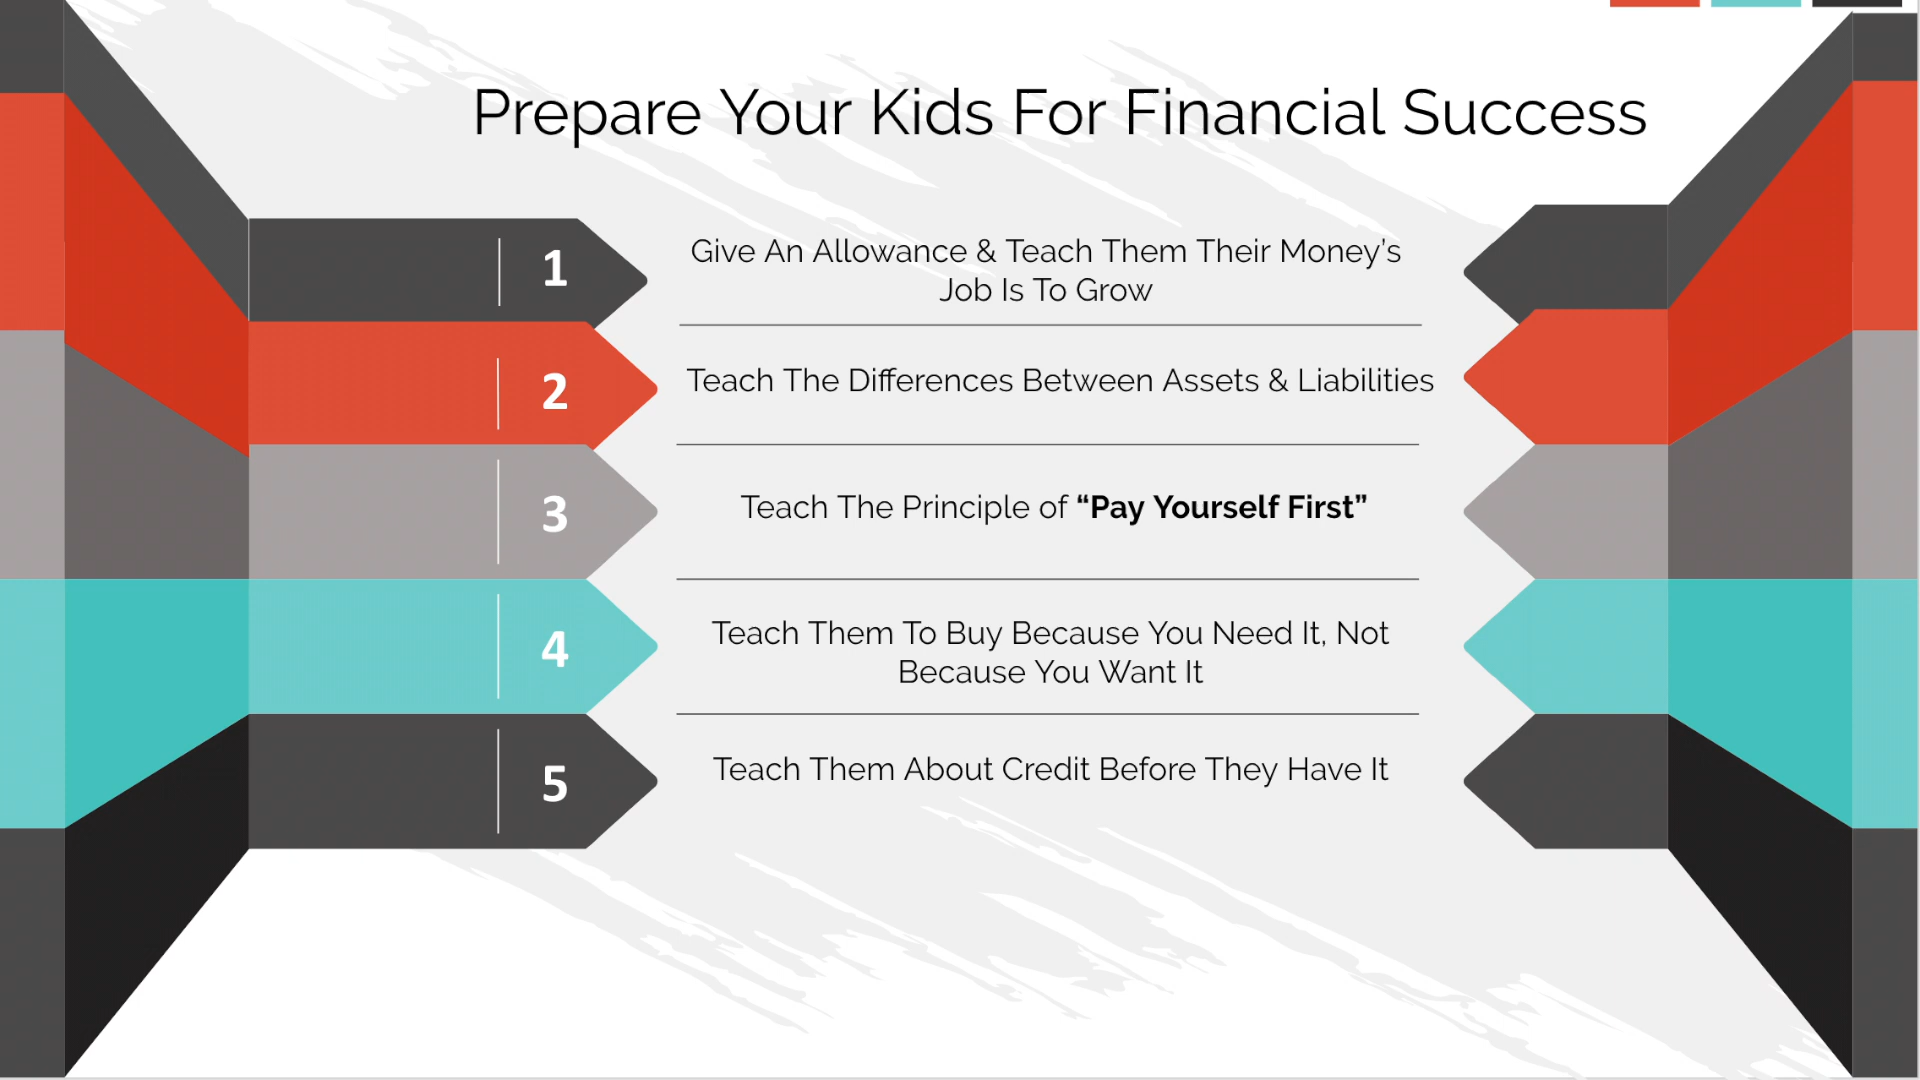 Prepare Your Kids For Financial Success
1
Give An Allowance & Teach Them Their Money’s
Job Is To Grow
2
Teach The Differences Between Assets & Liabilities
3
Teach The Principle of “Pay Yourself First”
4
Teach Them To Buy Because You Need It, Not
Because You Want It
5
Teach Them About Credit Before They Have It